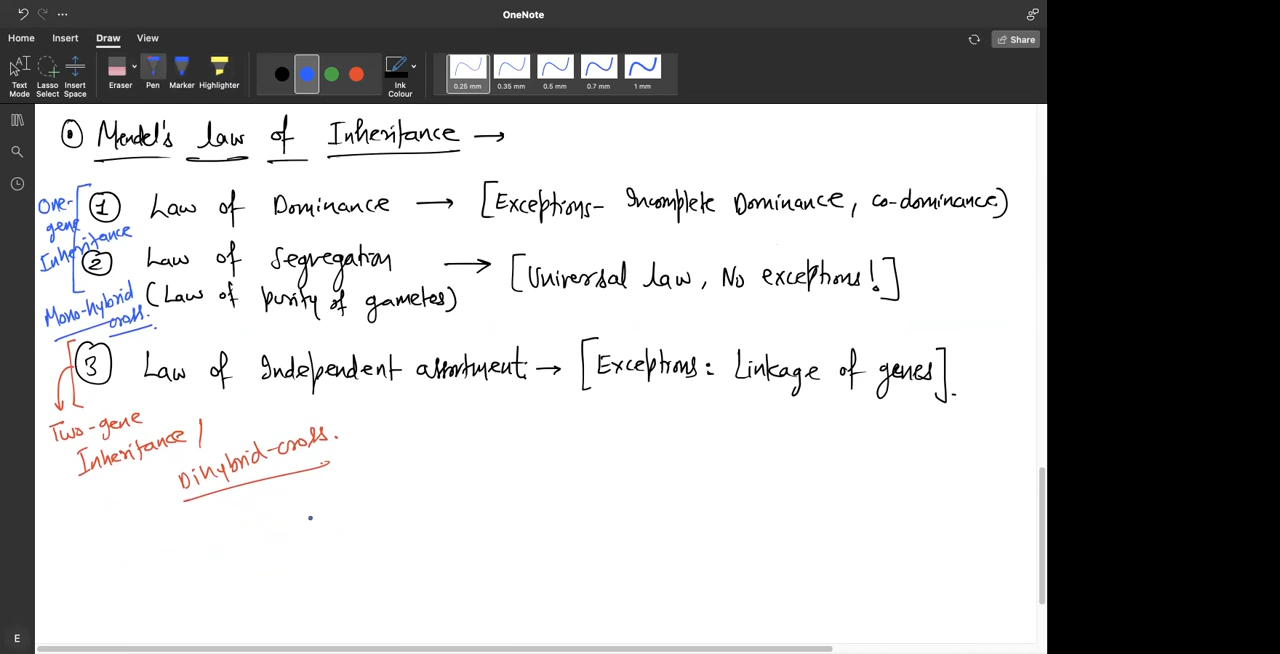 OneNote
Home Insert Draw View
Share
Text Mode
Lasso Select
Insert Space
Eraser
Pen
Marker
Highlighter
Ink Colour
0.25 mm
0.35 mm
0.5 mm
0.7 mm
1 mm
Mendel's law of Inheritance →
① Law of Dominance → [Exceptions- Incomplete Dominance, co-dominance)
② Law of Segregation → [Universal law, No exceptions!]
(Law of purity of gametes)
One-
gene
Inheritance
Mono-hybrid
cross.
③ Law of Independent assortment: → [Exceptions: Linkage of genes].
Two-gene
Inheritance /
Dihybrid-cross.
E